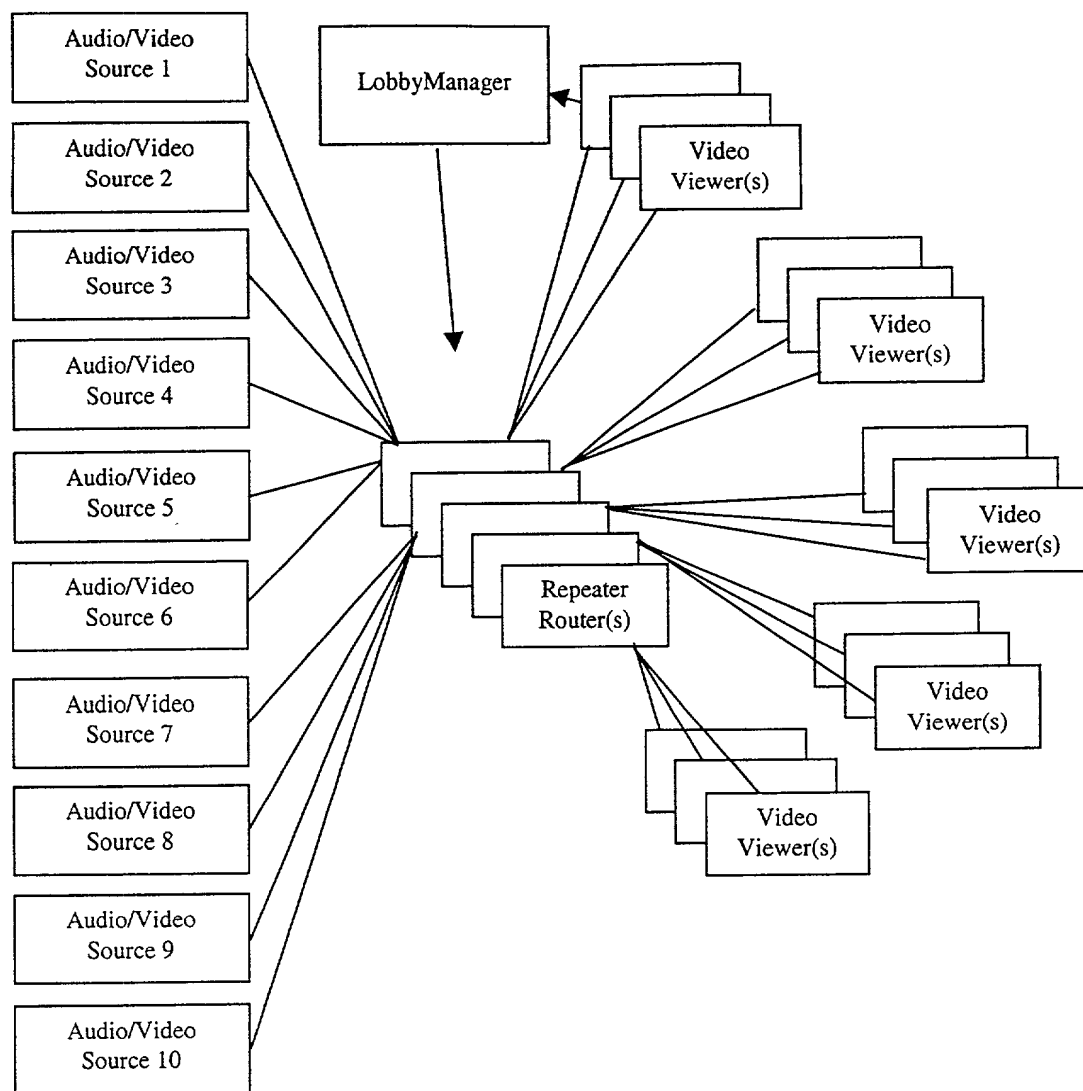 Audio/Video
Source 1
Audio/Video
Source 2
Audio/Video
Source 3
Audio/Video
Source 4
Audio/Video
Source 5
Audio/Video
Source 6
Audio/Video
Source 7
Audio/Video
Source 8
Audio/Video
Source 9
Audio/Video
Source 10
LobbyManager
Video
Viewer(s)
Video
Viewer(s)
Video
Viewer(s)
Repeater
Router(s)
Video
Viewer(s)
Video
Viewer(s)